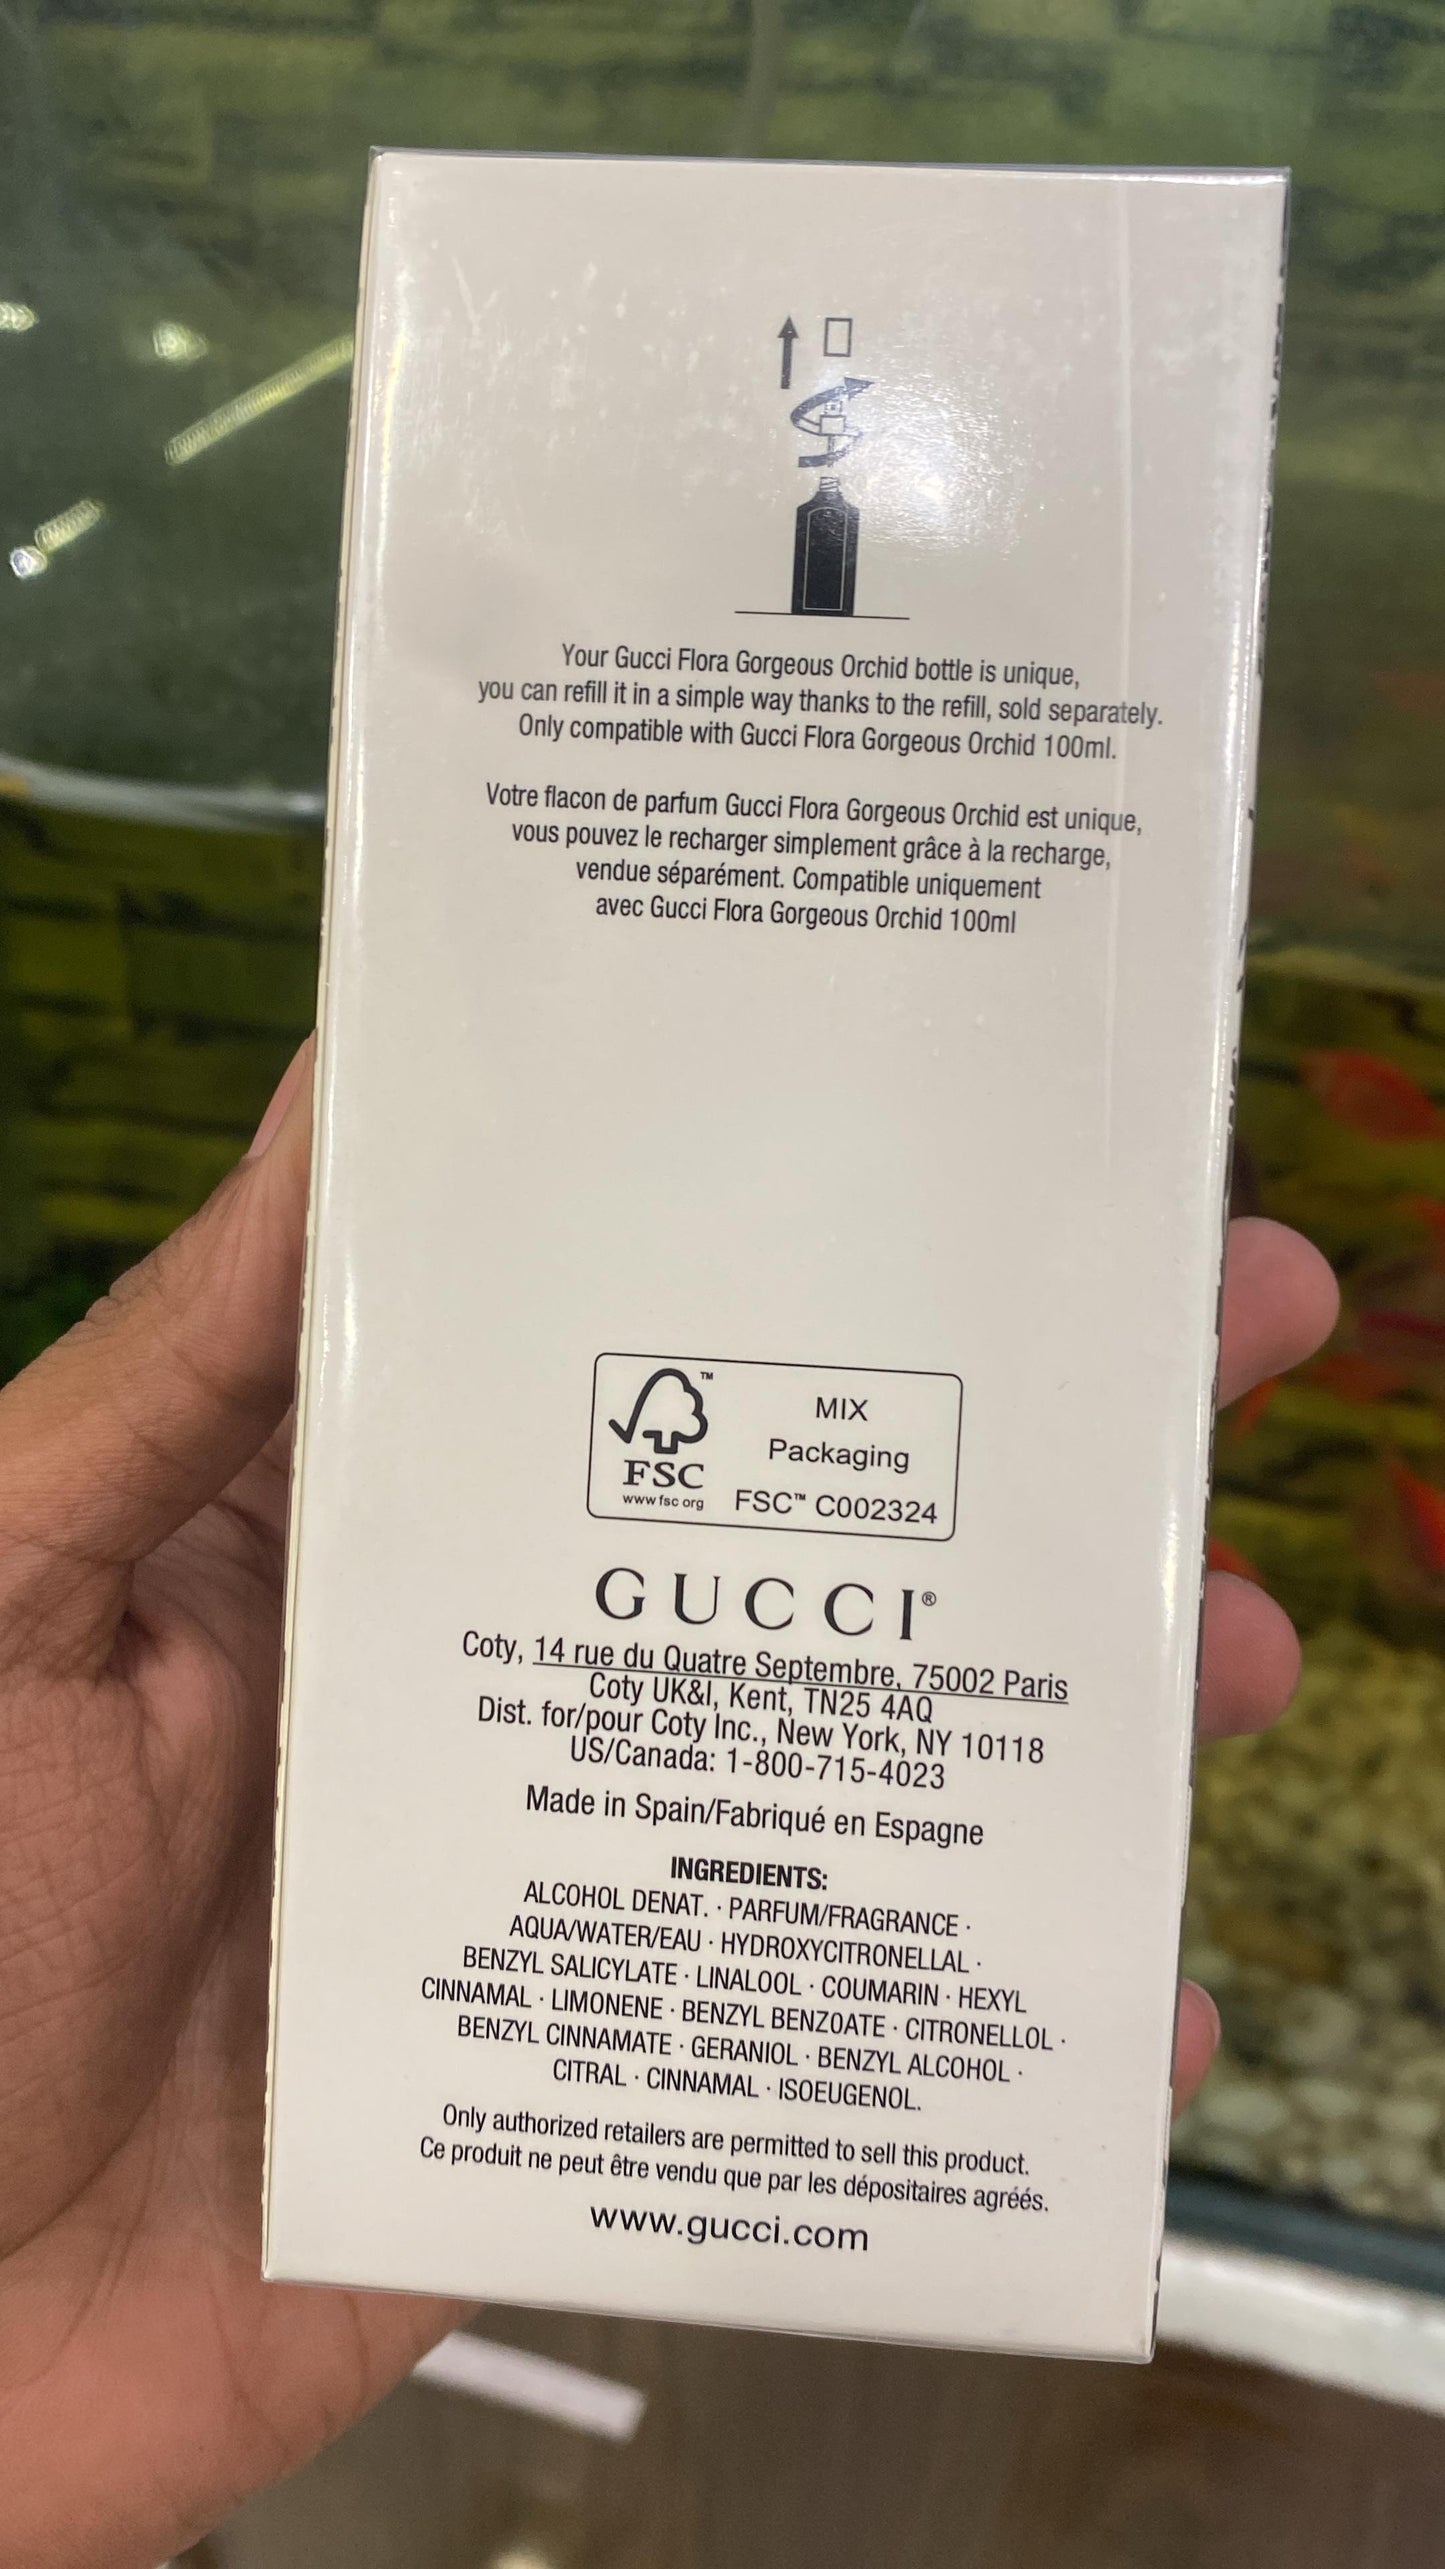 Your Gucci Flora Gorgeous Orchid bottle is unique,
you can refill it in a simple way thanks to the refill, sold separately.
Only compatible with Gucci Flora Gorgeous Orchid 100ml.
Votre flacon de parfum Gucci Flora Gorgeous Orchid est unique,
vous pouvez le recharger simplement grâce à la recharge,
vendue séparément. Compatible uniquement
avec Gucci Flora Gorgeous Orchid 100ml
TM
FSC
www.fsc.org
MIX
Packaging
FSC™ C002324
GUCCI®
Coty, 14 rue du Quatre Septembre, 75002 Paris
Coty UK&I, Kent, TN25 4AQ
Dist. for/pour Coty Inc., New York, NY 10118
US/Canada: 1-800-715-4023
Made in Spain/Fabriqué en Espagne
INGREDIENTS:
ALCOHOL DENAT. · PARFUM/FRAGRANCE ·
AQUA/WATER/EAU · HYDROXYCITRONELLAL ·
BENZYL SALICYLATE · LINALOOL · COUMARIN · HEXYL
CINNAMAL · LIMONENE · BENZYL BENZOATE · CITRONELLOL ·
BENZYL CINNAMATE · GERANIOL · BENZYL ALCOHOL ·
CITRAL · CINNAMAL · ISOEUGENOL.
Only authorized retailers are permitted to sell this product.
Ce produit ne peut être vendu que par les dépositaires agréés.
www.gucci.com